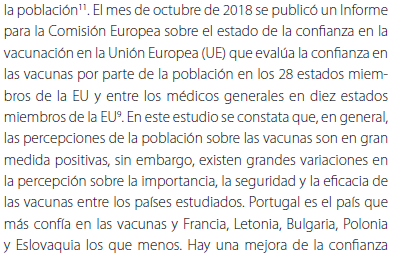 la población¹¹. El mes de octubre de 2018 se publicó un Informe
para la Comisión Europea sobre el estado de la confianza en la
vacunación en la Unión Europea (UE) que evalúa la confianza en
las vacunas por parte de la población en los 28 estados miem-
bros de la EU y entre los médicos generales en diez estados
miembros de la EU⁹. En este estudio se constata que, en general,
las percepciones de la población sobre las vacunas son en gran
medida positivas, sin embargo, existen grandes variaciones en
la percepción sobre la importancia, la seguridad y la eficacia de
las vacunas entre los países estudiados. Portugal es el país que
más confía en las vacunas y Francia, Letonia, Bulgaria, Polonia
y Eslovaquia los que menos. Hay una mejora de la confianza